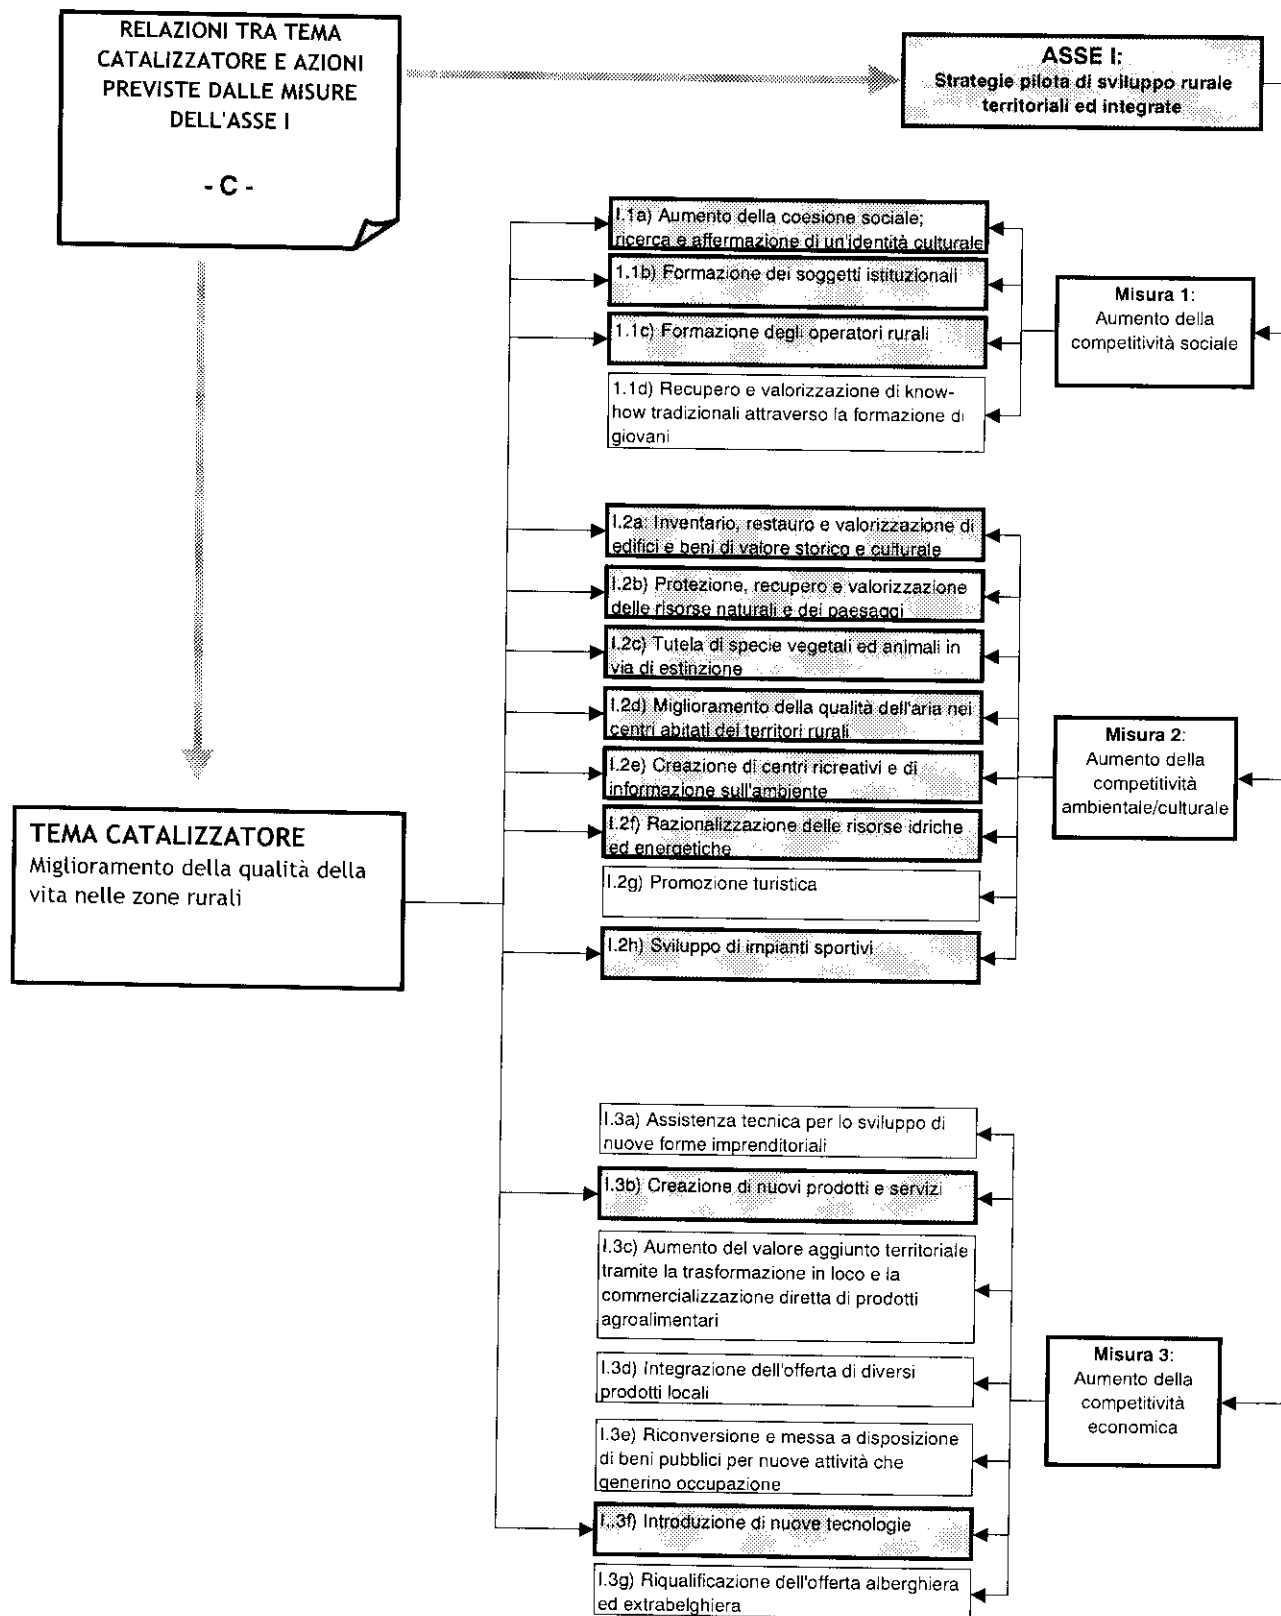 RELAZIONI TRA TEMA
CATALIZZATORE E AZIONI
PREVISTE DALLE MISURE
DELL'ASSE I
- C -
ASSE I:
Strategie pilota di sviluppo rurale
territoriali ed integrate
I.1a) Aumento della coesione sociale;
ricerca e affermazione di un'identità culturale
1.1b) Formazione dei soggetti istituzionali
1.1c) Formazione degli operatori rurali
1.1d) Recupero e valorizzazione di know-
how tradizionali attraverso la formazione di
giovani
Misura 1:
Aumento della
competitività sociale
I.2a: Inventario, restauro e valorizzazione di
edifici e beni di valore storico e culturale
I.2b) Protezione, recupero e valorizzazione
delle risorse naturali e dei paesaggi
I.2c) Tutela di specie vegetali ed animali in
via di estinzione
I.2d) Miglioramento della qualità dell'aria nei
centri abitati dei territori rurali
I.2e) Creazione di centri ricreativi e di
informazione sull'ambiente
I.2f) Razionalizzazione delle risorse idriche
ed energetiche
I.2g) Promozione turistica
I.2h) Sviluppo di impianti sportivi
Misura 2:
Aumento della
competitività
ambientale/culturale
TEMA CATALIZZATORE
Miglioramento della qualità della
vita nelle zone rurali
I.3a) Assistenza tecnica per lo sviluppo di
nuove forme imprenditoriali
I.3b) Creazione di nuovi prodotti e servizi
I.3c) Aumento del valore aggiunto territoriale
tramite la trasformazione in loco e la
commercializzazione diretta di prodotti
agroalimentari
I.3d) Integrazione dell'offerta di diversi
prodotti locali
I.3e) Riconversione e messa a disposizione
di beni pubblici per nuove attività che
generino occupazione
I..3f) Introduzione di nuove tecnologie
I.3g) Riqualificazione dell'offerta alberghiera
ed extrabelghiera
Misura 3:
Aumento della
competitività
economica